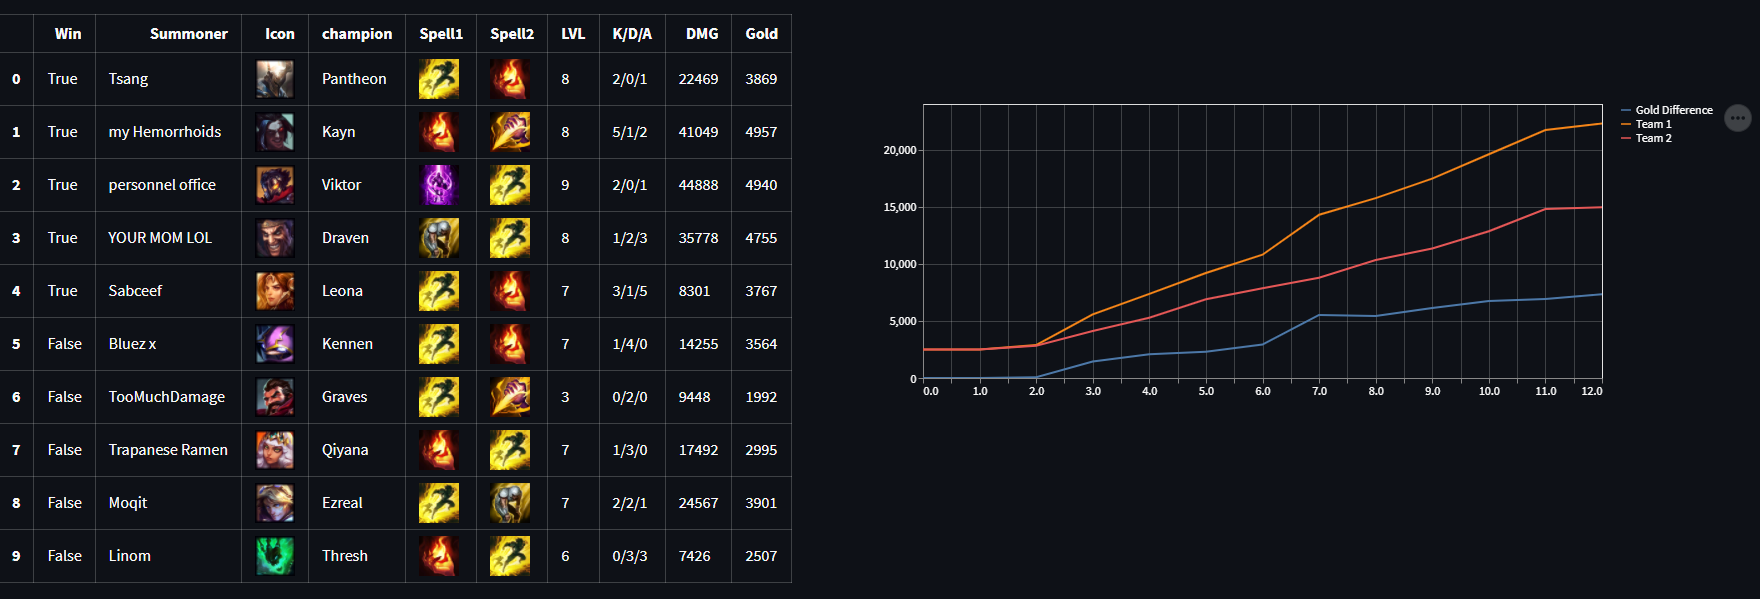 Win Summoner Icon champion Spell1 Spell2 LVL K/D/A DMG Gold
0 True Tsang Pantheon 8 2/0/1 22469 3869
1 True my Hemorrhoids Kayn 8 5/1/2 41049 4957
2 True personnel office Viktor 9 2/0/1 44888 4940
3 True YOUR MOM LOL Draven 8 1/2/3 35778 4755
4 True Sabceef Leona 7 3/1/5 8301 3767
5 False Bluez x Kennen 7 1/4/0 14255 3564
6 False TooMuchDamage Graves 3 0/2/0 9448 1992
7 False Trapanese Ramen Qiyana 7 1/3/0 17492 2995
8 False Moqit Ezreal 7 2/2/1 24567 3901
9 False Linom Thresh 6 0/3/3 7426 2507
20,000
15,000
10,000
5,000
0
0.0 1.0 2.0 3.0 4.0 5.0 6.0 7.0 8.0 9.0 10.0 11.0 12.0
Gold Difference
Team 1
Team 2